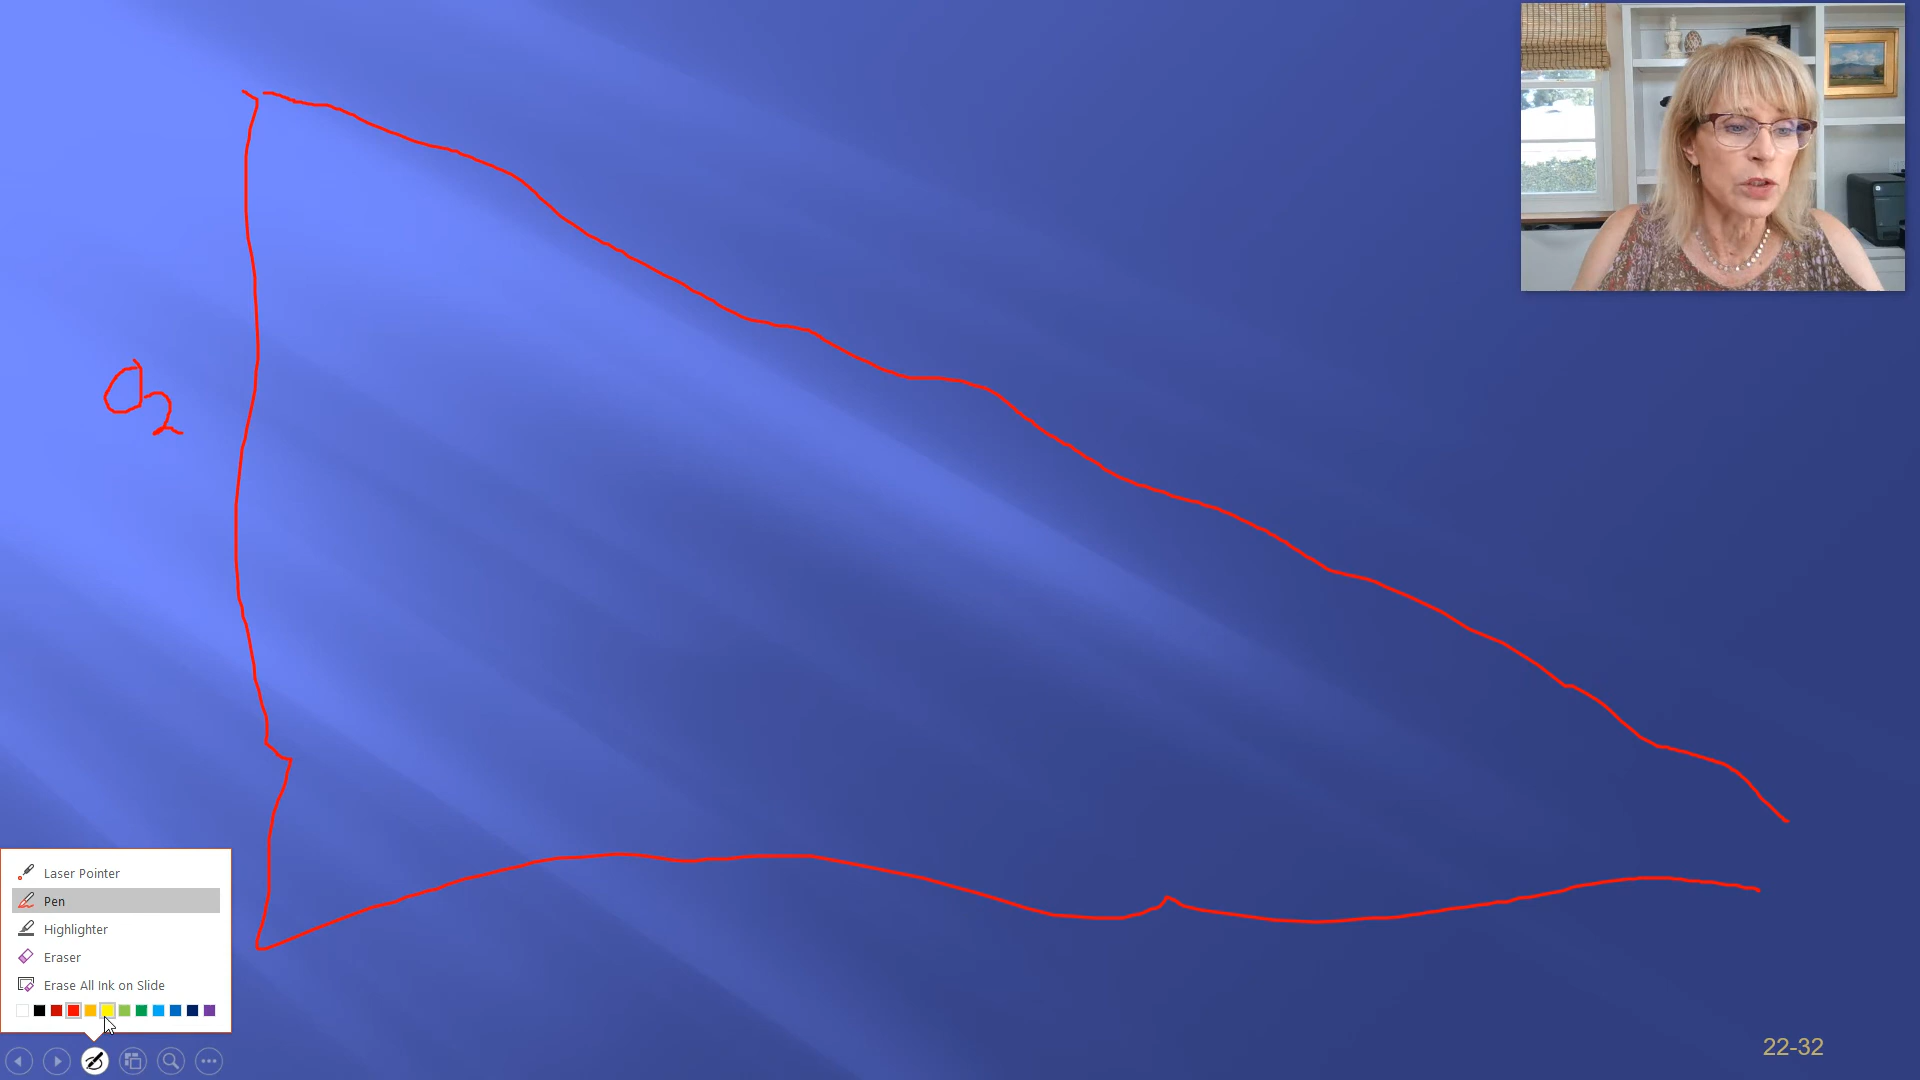 O2
Laser Pointer
Pen
Highlighter
Eraser
Erase All Ink on Slide
22-32